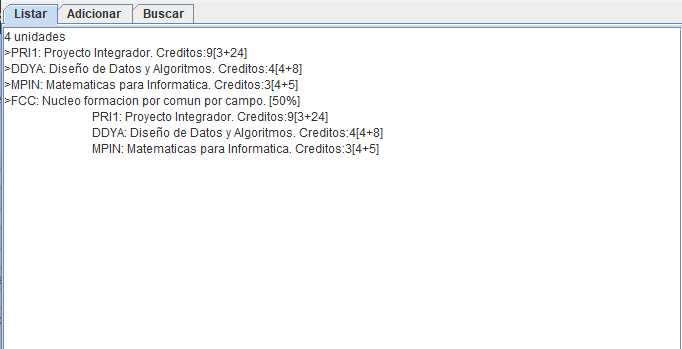 Listar Adicionar Buscar
4 unidades
>PRI1: Proyecto Integrador. Creditos:9[3+24]
>DDYA: Diseño de Datos y Algoritmos. Creditos:4[4+8]
>MPIN: Matematicas para Informatica. Creditos:3[4+5]
>FCC: Nucleo formacion por comun por campo. [50%]
PRI1: Proyecto Integrador. Creditos:9[3+24]
DDYA: Diseño de Datos y Algoritmos. Creditos:4[4+8]
MPIN: Matematicas para Informatica. Creditos:3[4+5]